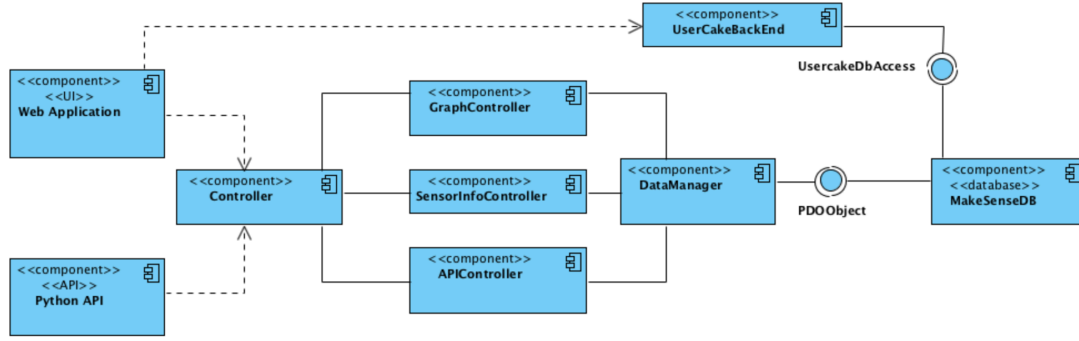 <<component>>
UserCakeBackEnd
UsercakeDbAccess
<<component>>
<<UI>>
Web Application
<<component>>
GraphController
<<component>>
Controller
<<component>>
SensorInfoController
<<component>>
DataManager
PDOObject
<<component>>
<<database>>
MakeSenseDB
<<component>>
APIController
<<component>>
<<API>>
Python API